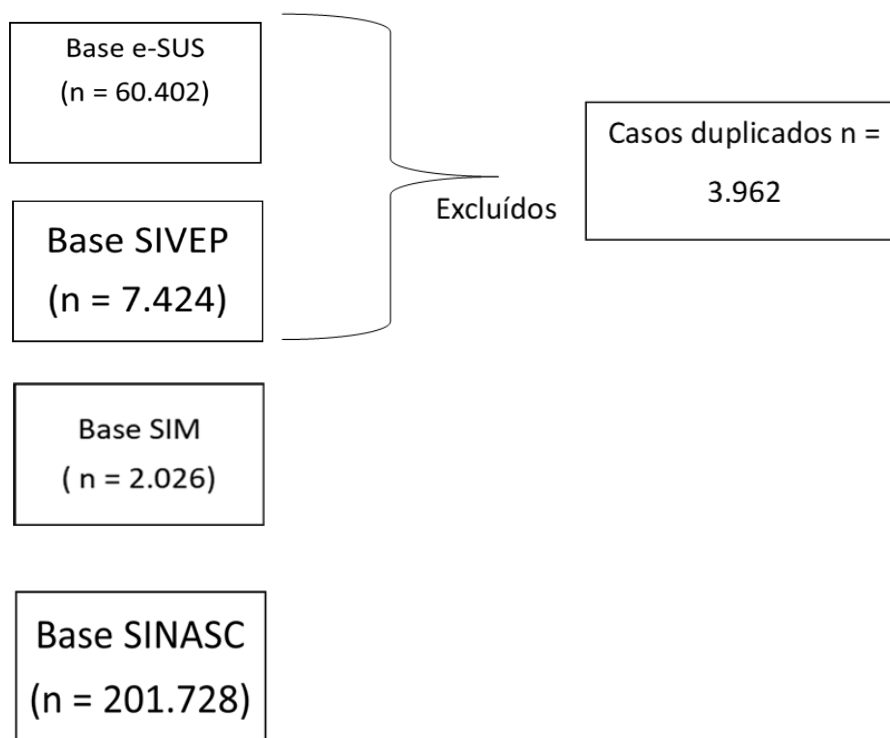 Base e-SUS
(n = 60.402)
Casos duplicados n =
3.962
Excluídos
Base SIVEP
(n = 7.424)
Base SIM
( n = 2.026)
Base SINASC
(n = 201.728)